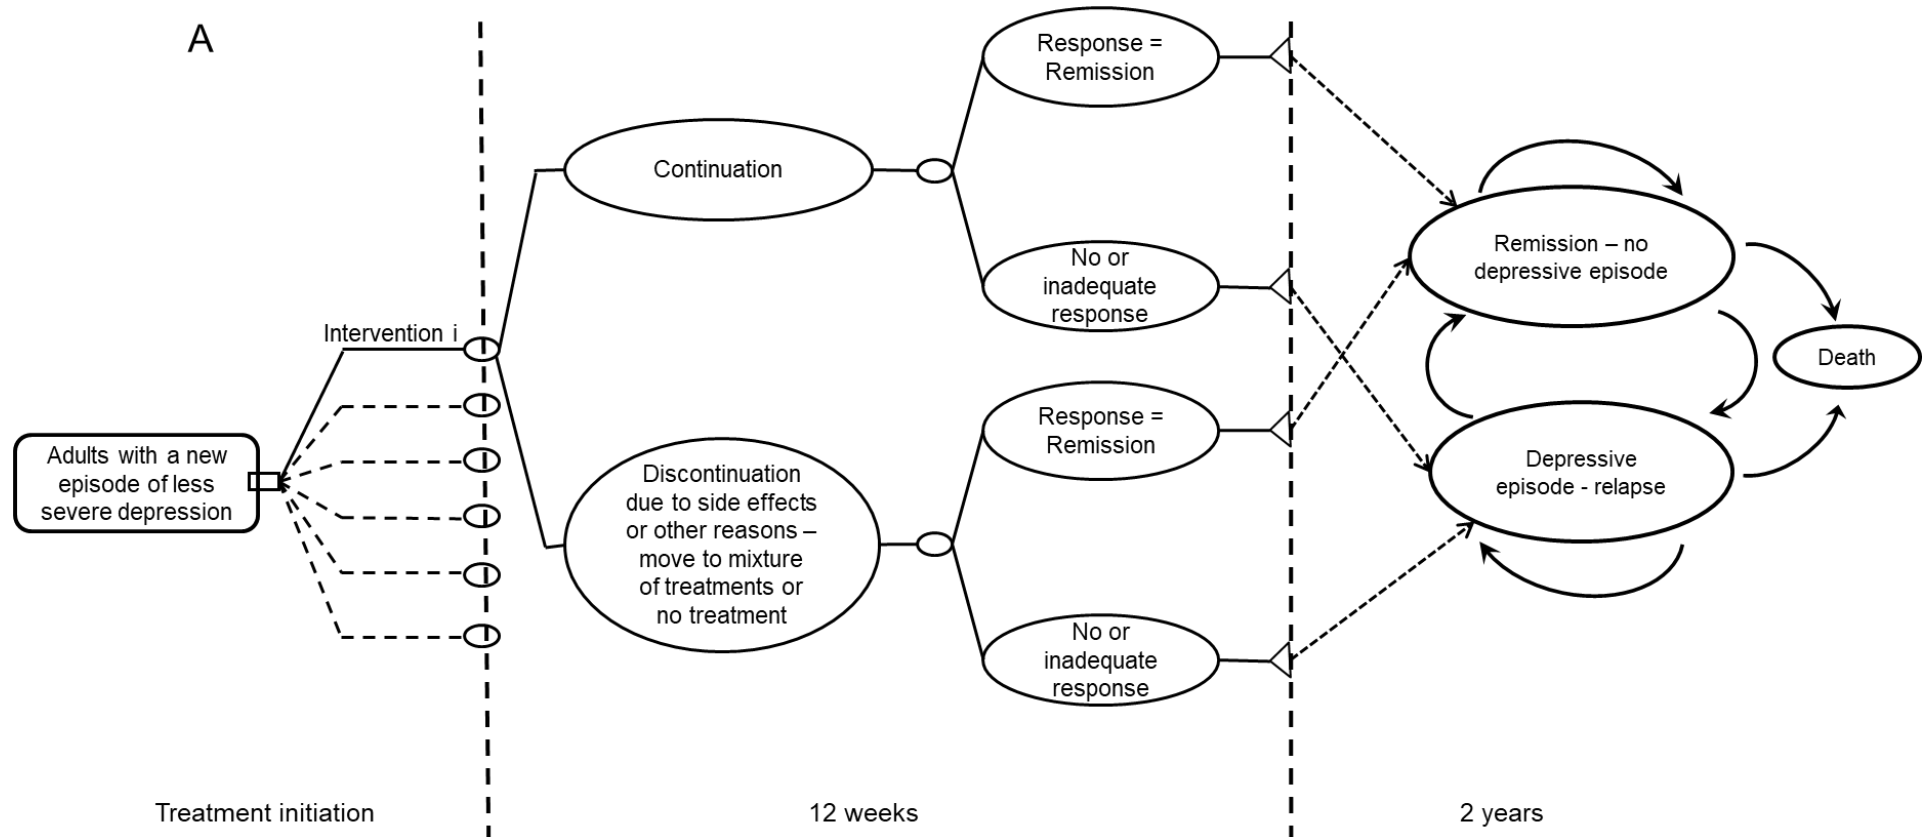 A
Adults with a new
episode of less
severe depression
Intervention i
Continuation
Discontinuation
due to side effects
or other reasons –
move to mixture
of treatments or
no treatment
Response =
Remission
No or
inadequate
response
Response =
Remission
No or
inadequate
response
Remission – no
depressive episode
Depressive
episode - relapse
Death
Treatment initiation
12 weeks
2 years